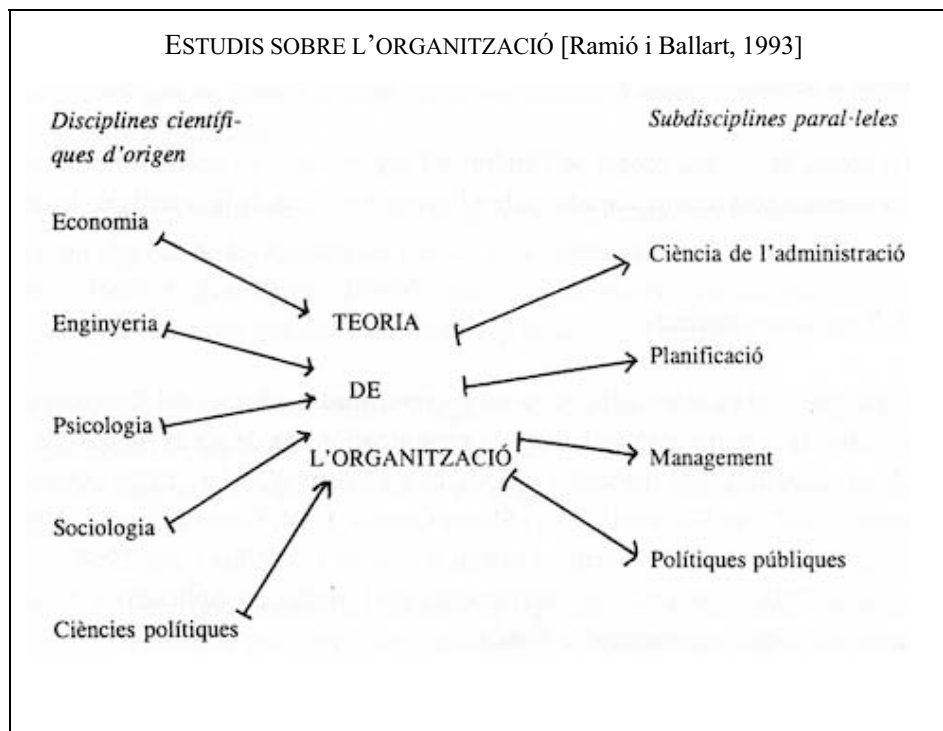 ESTUDIS SOBRE L'ORGANITZACIÓ [Ramió i Ballart, 1993]
Disciplines científi-
ques d'origen
Subdisciplines paral·leles
Economia
Enginyeria
Psicologia
Sociologia
Ciències polítiques
TEORIA
DE
L'ORGANITZACIÓ
Ciència de l'administració
Planificació
Management
Polítiques públiques